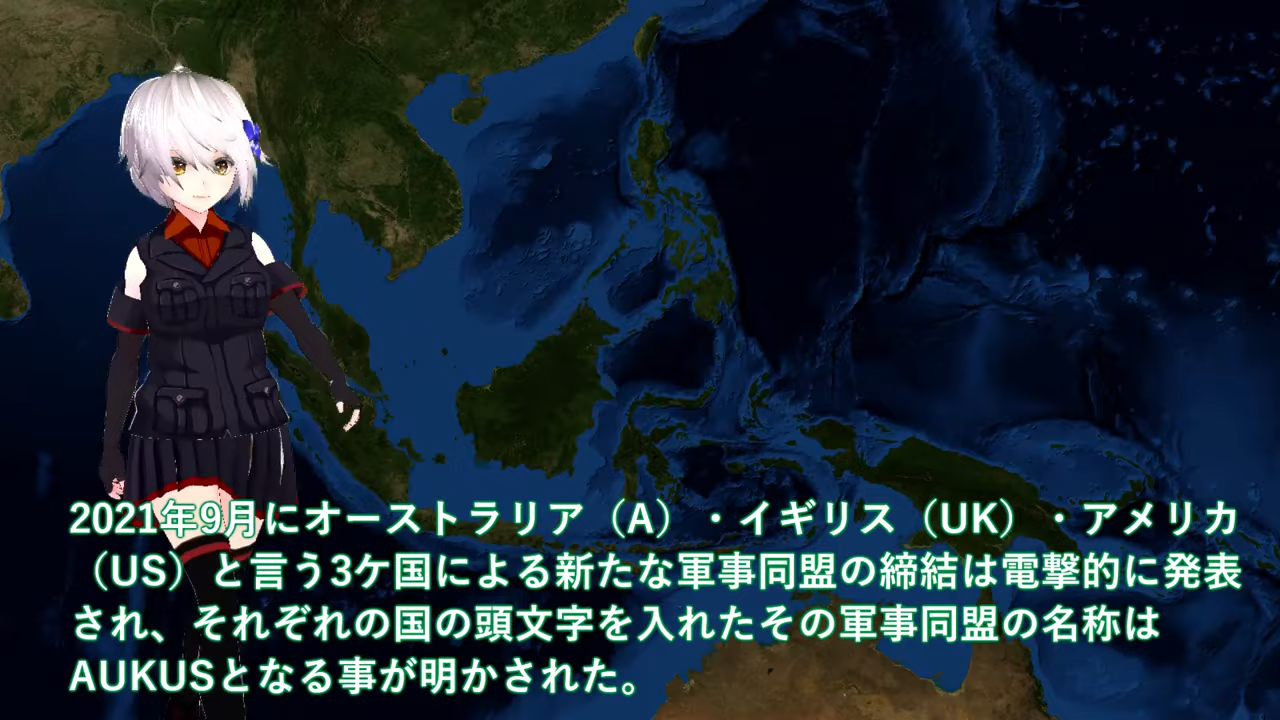 2021年9月にオーストラリア（A）・イギリス（UK）・アメリカ
（US）と言う3ケ国による新たな軍事同盟の締結は電撃的に発表
され、それぞれの国の頭文字を入れたその軍事同盟の名称は
AUKUSとなる事が明かされた。